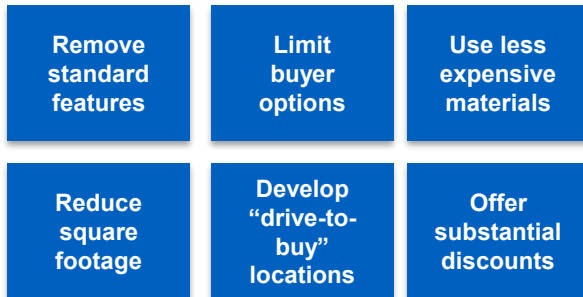 Remove
standard
features
Limit
buyer
options
Use less
expensive
materials
Reduce
square
footage
Develop
“drive-to-
buy”
locations
Offer
substantial
discounts